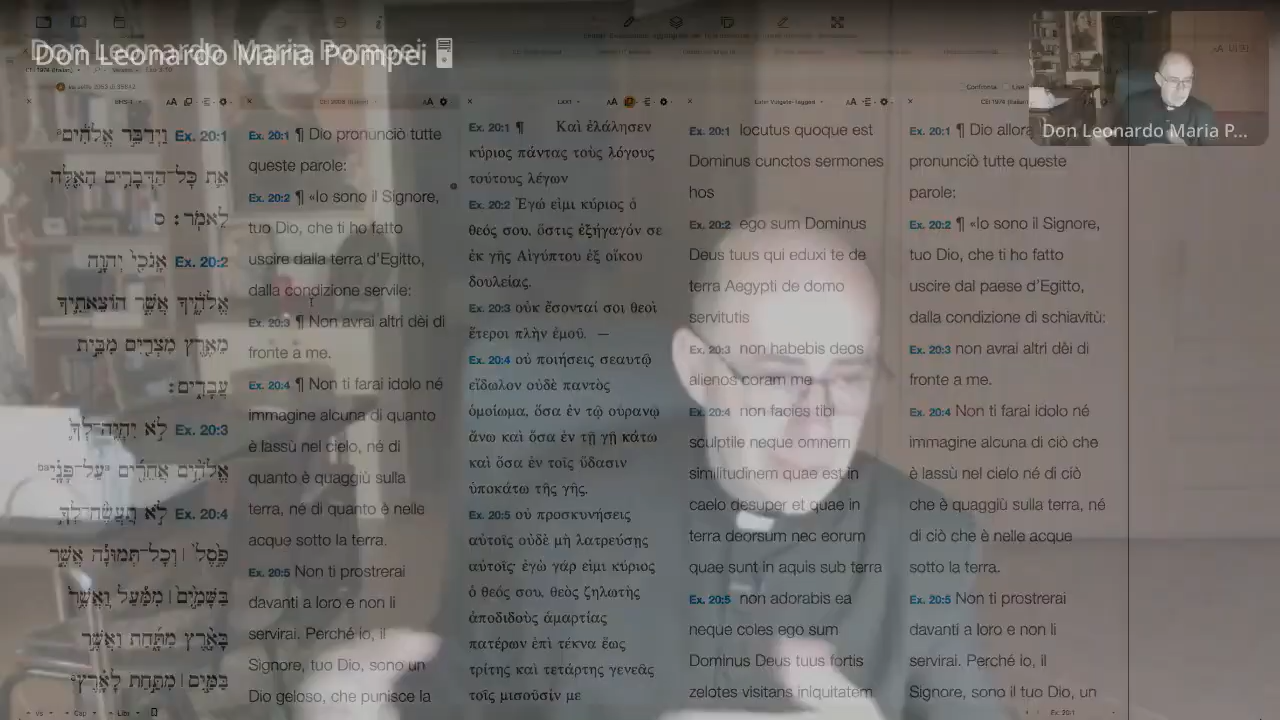 Don Leonardo Maria Pompei
Don Leonardo Maria P...
וַיְדַבֵּ֣ר אֱלֹהִ֔ים Ex. 20:1
אֵ֛ת כָּל־הַדְּבָרִ֥ים הָאֵ֖לֶּה
לֵאמֹֽר׃ ס
אָֽנֹכִי֙ יְהוָ֣ה Ex. 20:2
אֱלֹהֶ֔יךָ אֲשֶׁ֧ר הוֹצֵאתִ֛יךָ
מֵאֶ֥רֶץ מִצְרַ֖יִם מִבֵּ֥ית
עֲבָדִ֑ים׃
לֹֽא יִהְיֶֽה־לְךָ֛ Ex. 20:3
אֱלֹהִ֥ים אֲחֵרִ֖ים עַל־פָּנָֽ͏ַי
לֹֽא תַֽעֲשֶׂה־לְךָ֣ Ex. 20:4
פֶ֙סֶל֙ ׀ וְכָל־תְּמוּנָ֡ה אֲשֶׁ֤ר
בַּשָּׁמַ֙יִם֙ ׀ מִמַּ֡עַל וַֽאֲשֶׁ֥ר
בָּאָ֖רֶץ מִתַָּ֑חַת וַאֲשֶׁ֥ר
בַּמַּ֖יִם ׀ מִתַּ֥חַת לָאָֽרֶץ
Ex. 20:1 ¶ Dio pronunciò tutte
queste parole:
Ex. 20:2 ¶ «Io sono il Signore,
tuo Dio, che ti ho fatto
uscire dalla terra d'Egitto,
dalla condizione servile:
Ex. 20:3 ¶ Non avrai altri dèi di
fronte a me.
Ex. 20:4 ¶ Non ti farai idolo né
immagine alcuna di quanto
è lassù nel cielo, né di
quanto è quaggiù sulla
terra, né di quanto è nelle
acque sotto la terra.
Ex. 20:5 Non ti prostrerai
davanti a loro e non li
servirai. Perché io, il
Signore, tuo Dio, sono un
Dio geloso, che punisce la
Ex. 20:1 ¶ Καὶ ἐλάλησεν
κύριος πάντας τοὺς λόγους
τούτους λέγων
Ex. 20:2 Ἐγώ εἰμι κύριος ὁ
θεός σου, ὅστις ἐξήγαγόν σε
ἐκ γῆς Αἰγύπτου ἐξ οἴκου
δουλείας.
Ex. 20:3 οὐκ ἔσονταί σοι θεοὶ
ἕτεροι πλὴν ἐμοῦ. —
Ex. 20:4 οὐ ποιήσεις σεαυτῷ
εἴδωλον οὐδὲ παντὸς
ὁμοίωμα, ὅσα ἐν τῷ οὐρανῷ
ἄνω καὶ ὅσα ἐν τῇ γῇ κάτω
καὶ ὅσα ἐν τοῖς ὕδασιν
ὑποκάτω τῆς γῆς.
Ex. 20:5 οὐ προσκυνήσεις
αὐτοῖς οὐδὲ μὴ λατρεύσῃς
αὐτοῖς· ἐγὼ γάρ εἰμι κύριος
ὁ θεός σου, θεὸς ζηλωτὴς
ἀποδιδοὺς ἁμαρτίας
πατέρων ἐπὶ τέκνα ἕως
τρίτης καὶ τετάρτης γενεᾶς
τοῖς μισοῦσίν με
Ex. 20:1 locutus quoque est
Dominus cunctos sermones
hos
Ex. 20:2 ego sum Dominus
Deus tuus qui eduxi te de
terra Aegypti de domo
servitutis
Ex. 20:3 non habebis deos
alienos coram me
Ex. 20:4 non facies tibi
sculptile neque omnem
similitudinem quae est in
caelo desuper et quae in
terra deorsum nec eorum
quae sunt in aquis sub terra
Ex. 20:5 non adorabis ea
neque coles ego sum
Dominus Deus tuus fortis
zelotes visitans iniquitatem
Ex. 20:1 ¶ Dio allora
pronunciò tutte queste
parole:
Ex. 20:2 ¶ «Io sono il Signore,
tuo Dio, che ti ho fatto
uscire dal paese d'Egitto,
dalla condizione di schiavitù:
Ex. 20:3 non avrai altri dèi di
fronte a me.
Ex. 20:4 Non ti farai idolo né
immagine alcuna di ciò che
è lassù nel cielo né di ciò
che è quaggiù sulla terra, né
di ciò che è nelle acque
sotto la terra.
Ex. 20:5 Non ti prostrerai
davanti a loro e non li
servirai. Perché io, il
Signore, sono il tuo Dio, un
Ex. 20:1